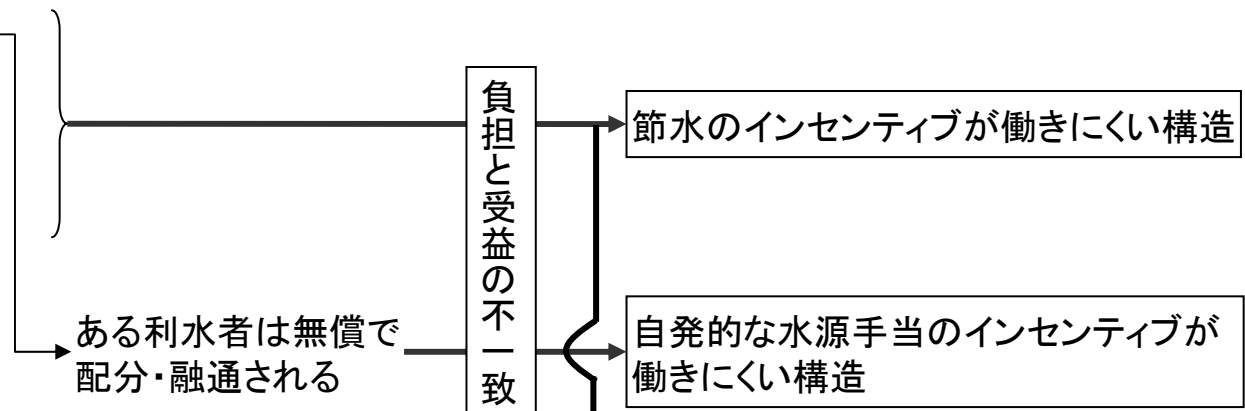 負担と受益の不一致
節水のインセンティブが働きにくい構造
ある利水者は無償で
配分・融通される
自発的な水源手当のインセンティブが
働きにくい構造